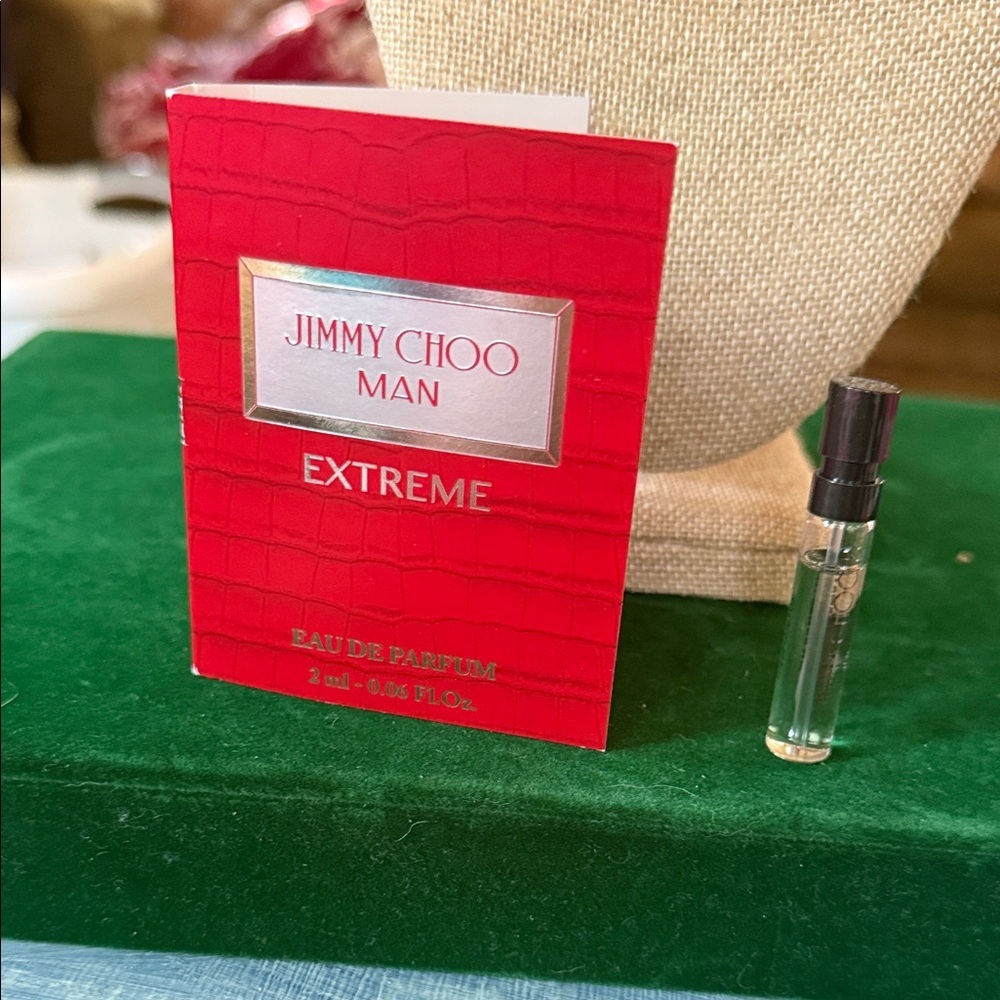 JIMMY CHOO
MAN
EXTREME
EAU DE PARFUM
2 ml - 0.06 Fl.Oz.